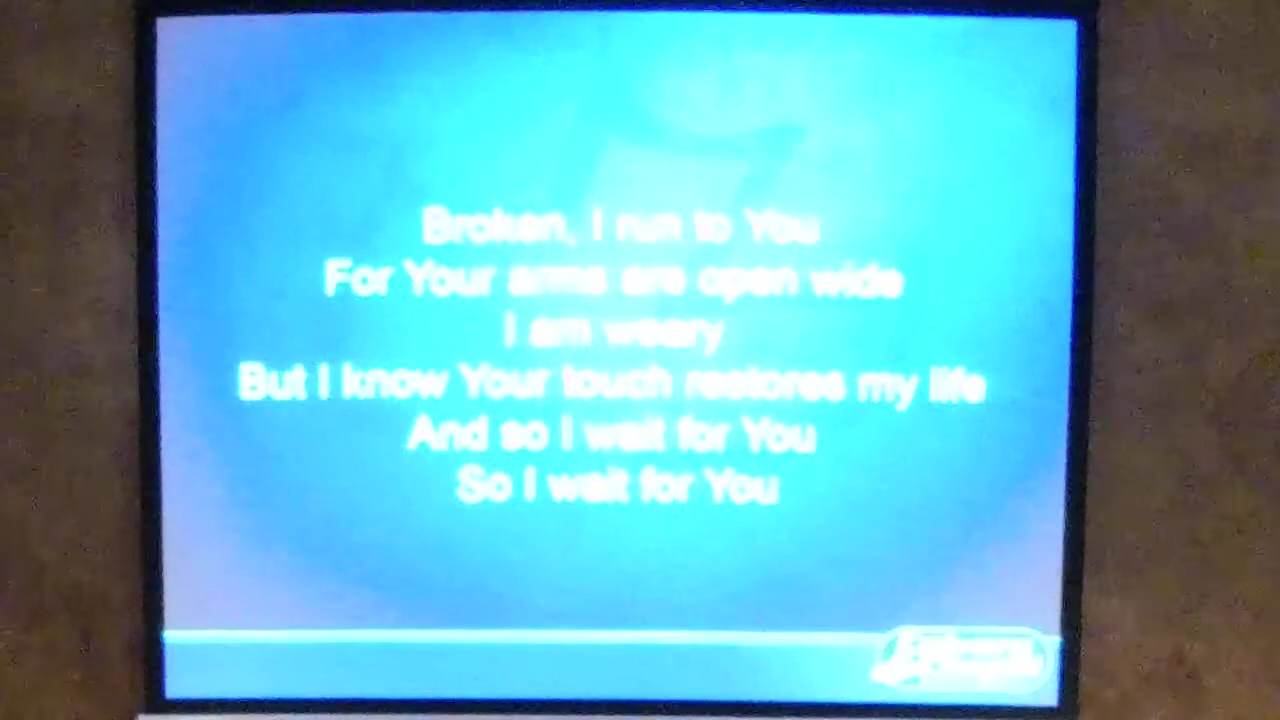 Broken, I run to You
For Your arms are open wide
I am weary
But I know Your touch restores my life
And so I wait for You
So I wait for You